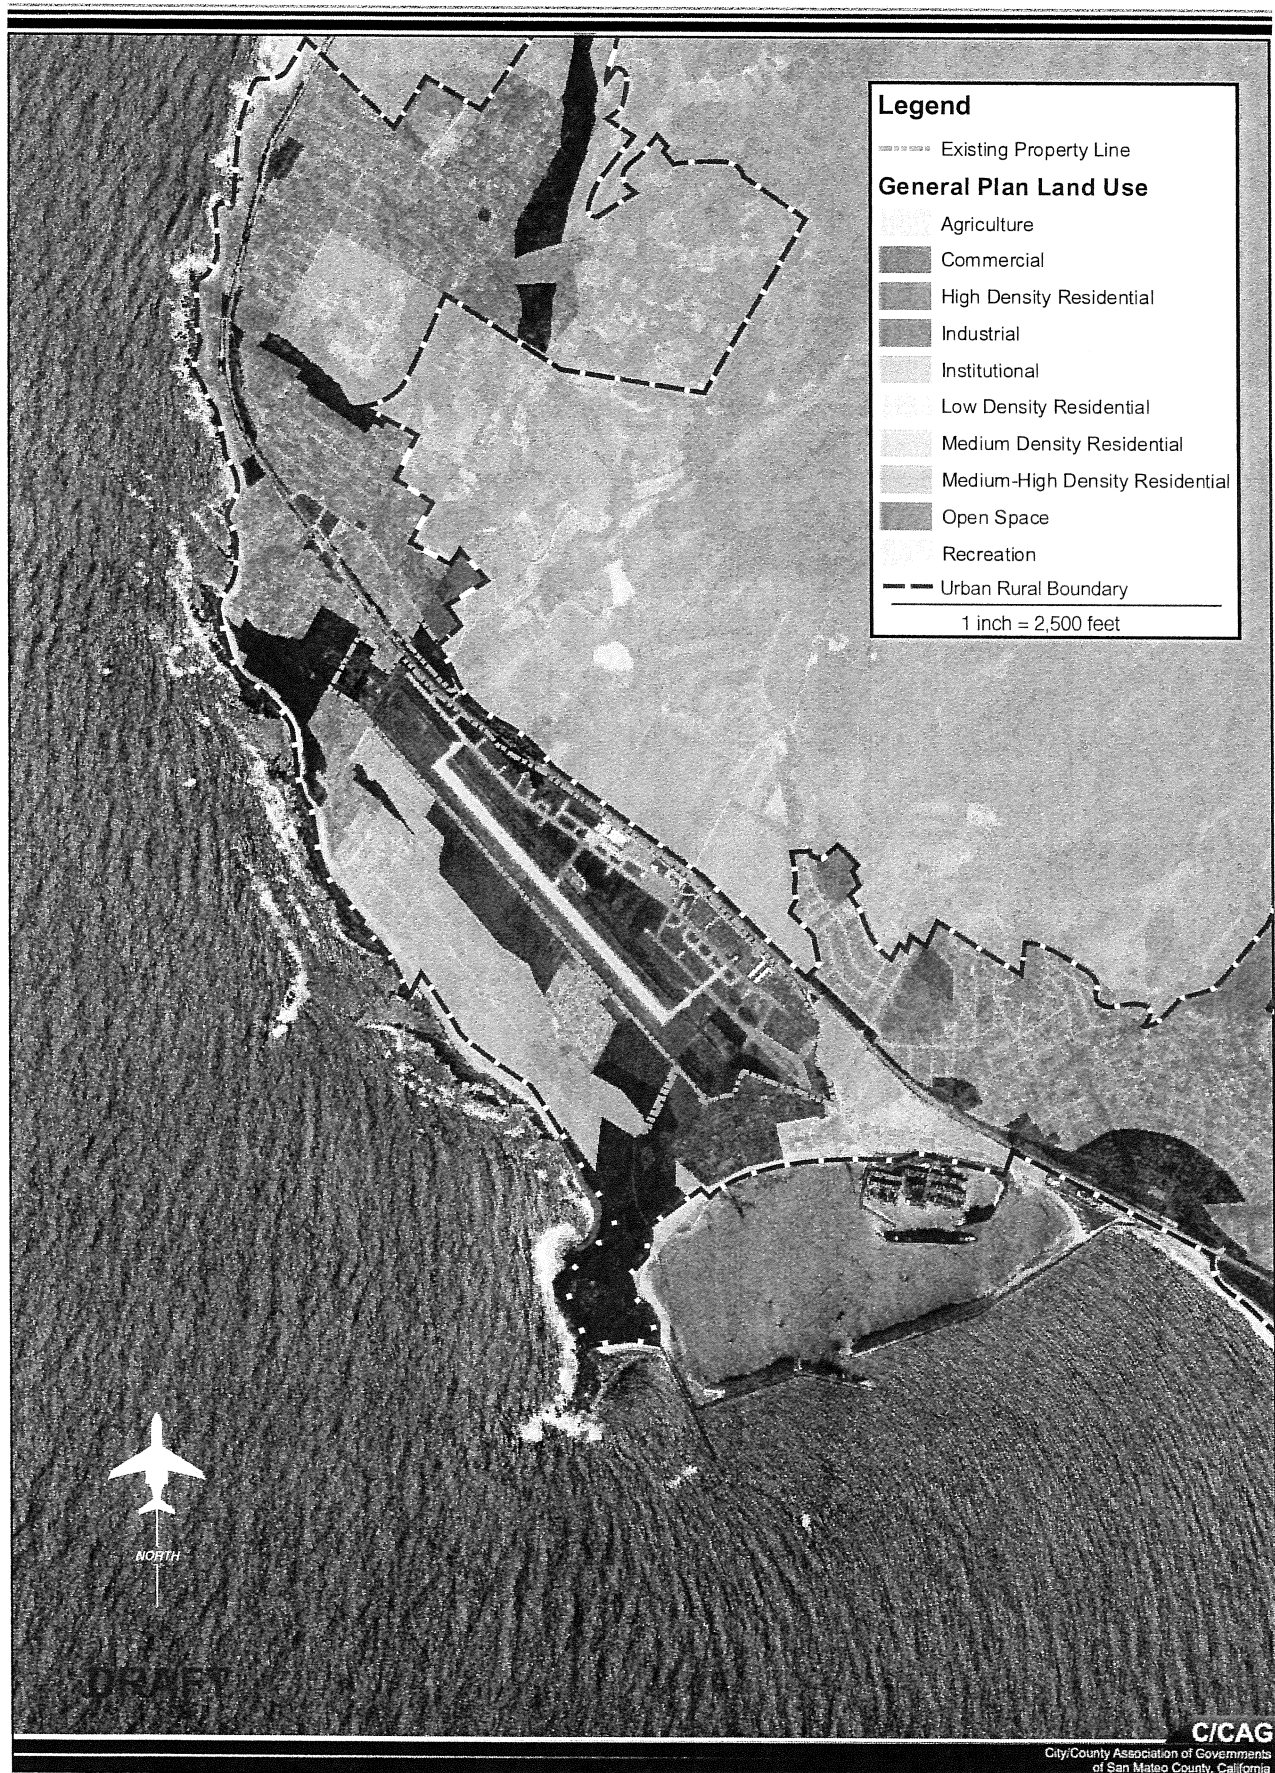 Legend
Existing Property Line
General Plan Land Use
Agriculture
Commercial
High Density Residential
Industrial
Institutional
Low Density Residential
Medium Density Residential
Medium-High Density Residential
Open Space
Recreation
Urban Rural Boundary
1 inch = 2,500 feet
NORTH
DRAFT
C/CAG
City/County Association of Governments
of San Mateo County, California